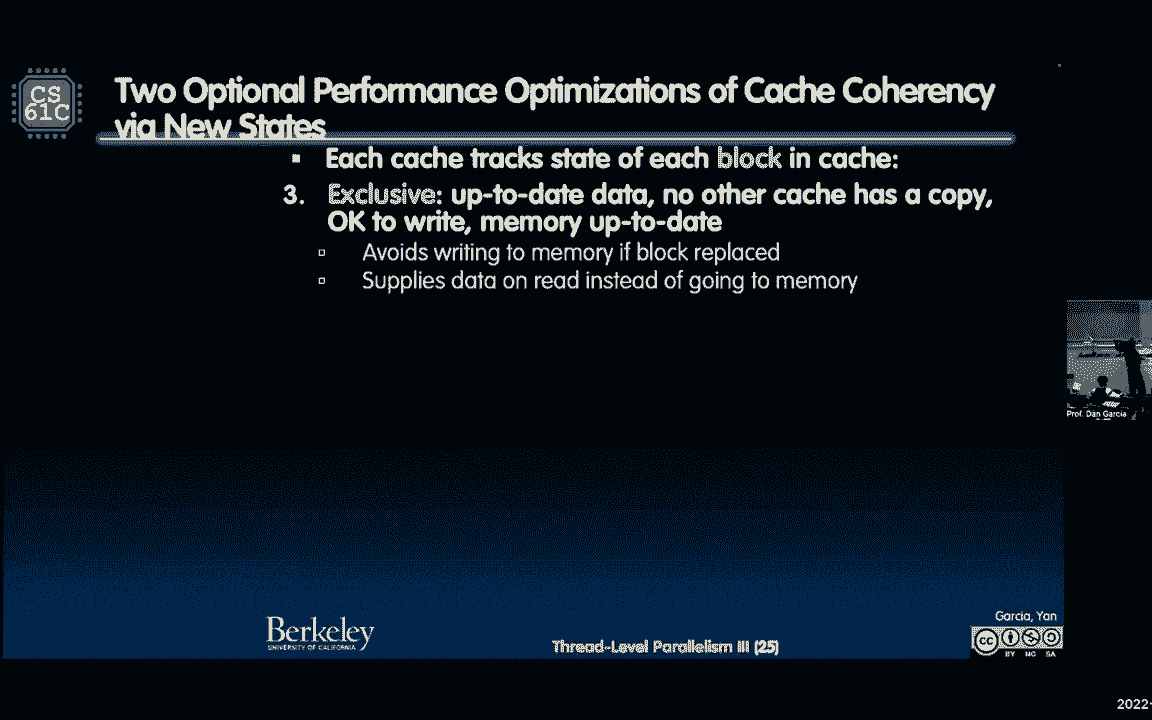 CS
61C
Two Optional Performance Optimizations of Cache Coherency
via New States
▪ Each cache tracks state of each block in cache:
3. Exclusive: up-to-date data, no other cache has a copy,
OK to write, memory up-to-date
▫ Avoids writing to memory if block replaced
▫ Supplies data on read instead of going to memory
Prof. Dan Garcia
Garcia, Yan
Berkeley
UNIVERSITY OF CALIFORNIA
Thread-Level Parallelism III (25)
cc
BY NC SA
2022-